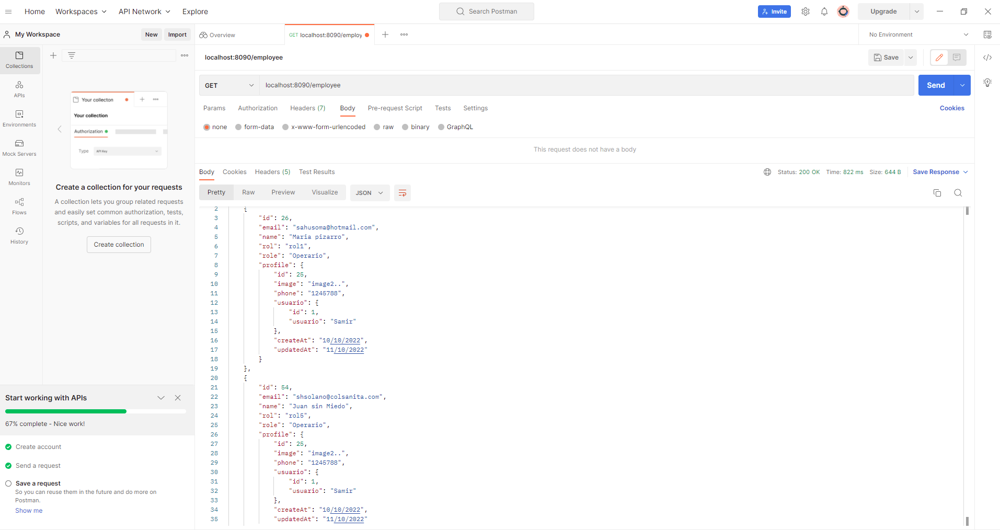 Home Workspaces API Network Explore Search Postman Invite Upgrade
My Workspace New Import Overview GET localhost:8090/employ No Environment
Collections
APIs
Environments
Mock Servers
Monitors
Flows
History
Your collecton
Your collection
Authorization
Type API Key
Create a collection for your requests
A collection lets you group related requests
and easily set common authorization, tests,
scripts, and variables for all requests in it.
Create collection
Start working with APIs
67% complete - Nice work!
Create account
Send a request
Save a request
So you can reuse them in the future and do more on
Postman.
Show me
localhost:8090/employee Save
GET localhost:8090/employee Send
Params Authorization Headers (7) Body Pre-request Script Tests Settings Cookies
none form-data x-www-form-urlencoded raw binary GraphQL
This request does not have a body
Body Cookies Headers (5) Test Results Status: 200 OK Time: 822 ms Size: 644 B Save Response
Pretty Raw Preview Visualize JSON
2 {
3 "id": 26,
4 "email": "sahusoma@hotmail.com",
5 "name": "Maria pizarro",
6 "rol": "rol1",
7 "role": "Operario",
8 "profile": {
9 "id": 25,
10 "image": "image2..",
11 "phone": "1245788",
12 "usuario": {
13 "id": 1,
14 "usuario": "Samir"
15 },
16 "createAt": "10/10/2022",
17 "updatedAt": "11/10/2022"
18 }
19 },
20 {
21 "id": 54,
22 "email": "shsolano@colsanita.com",
23 "name": "Juan sin Miedo",
24 "rol": "rol5",
25 "role": "Operario",
26 "profile": {
27 "id": 25,
28 "image": "image2..",
29 "phone": "1245788",
30 "usuario": {
31 "id": 1,
32 "usuario": "Samir"
33 },
34 "createAt": "10/10/2022",
35 "updatedAt": "11/10/2022"